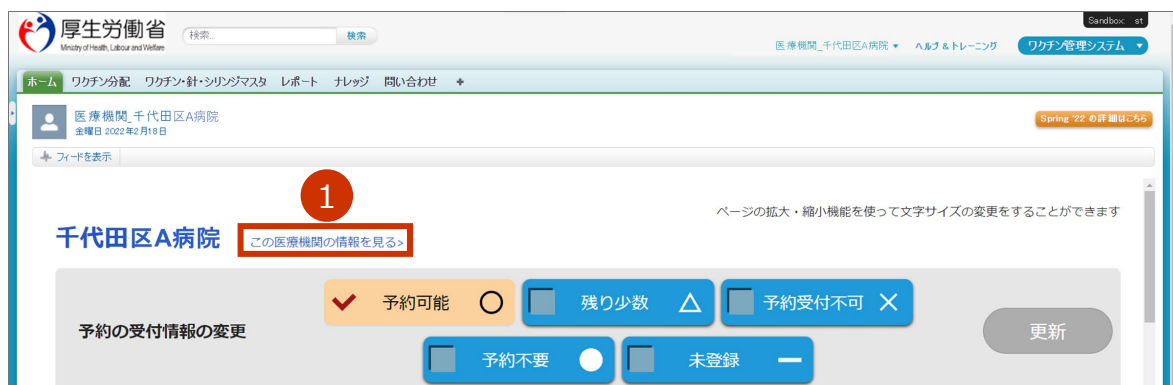 Sandbox: st
厚生労働省
Ministry of Health, Labour and Welfare
検索...
検索
医療機関_千代田区A病院
ヘルプ & トレーニング
ワクチン管理システム
ホーム ワクチン分配 ワクチン・針・シリンジマスタ レポート ナレッジ 問い合わせ +
医療機関_千代田区A病院
金曜日 2022年2月18日
Spring '22 の詳細はこちら
フィードを表示
1
ページの拡大・縮小機能を使って文字サイズの変更をすることができます
千代田区A病院
この医療機関の情報を見る>
予約可能 ○
残り少数 △
予約受付不可 ×
予約の受付情報の変更
更新
予約不要 ●
未登録 ー